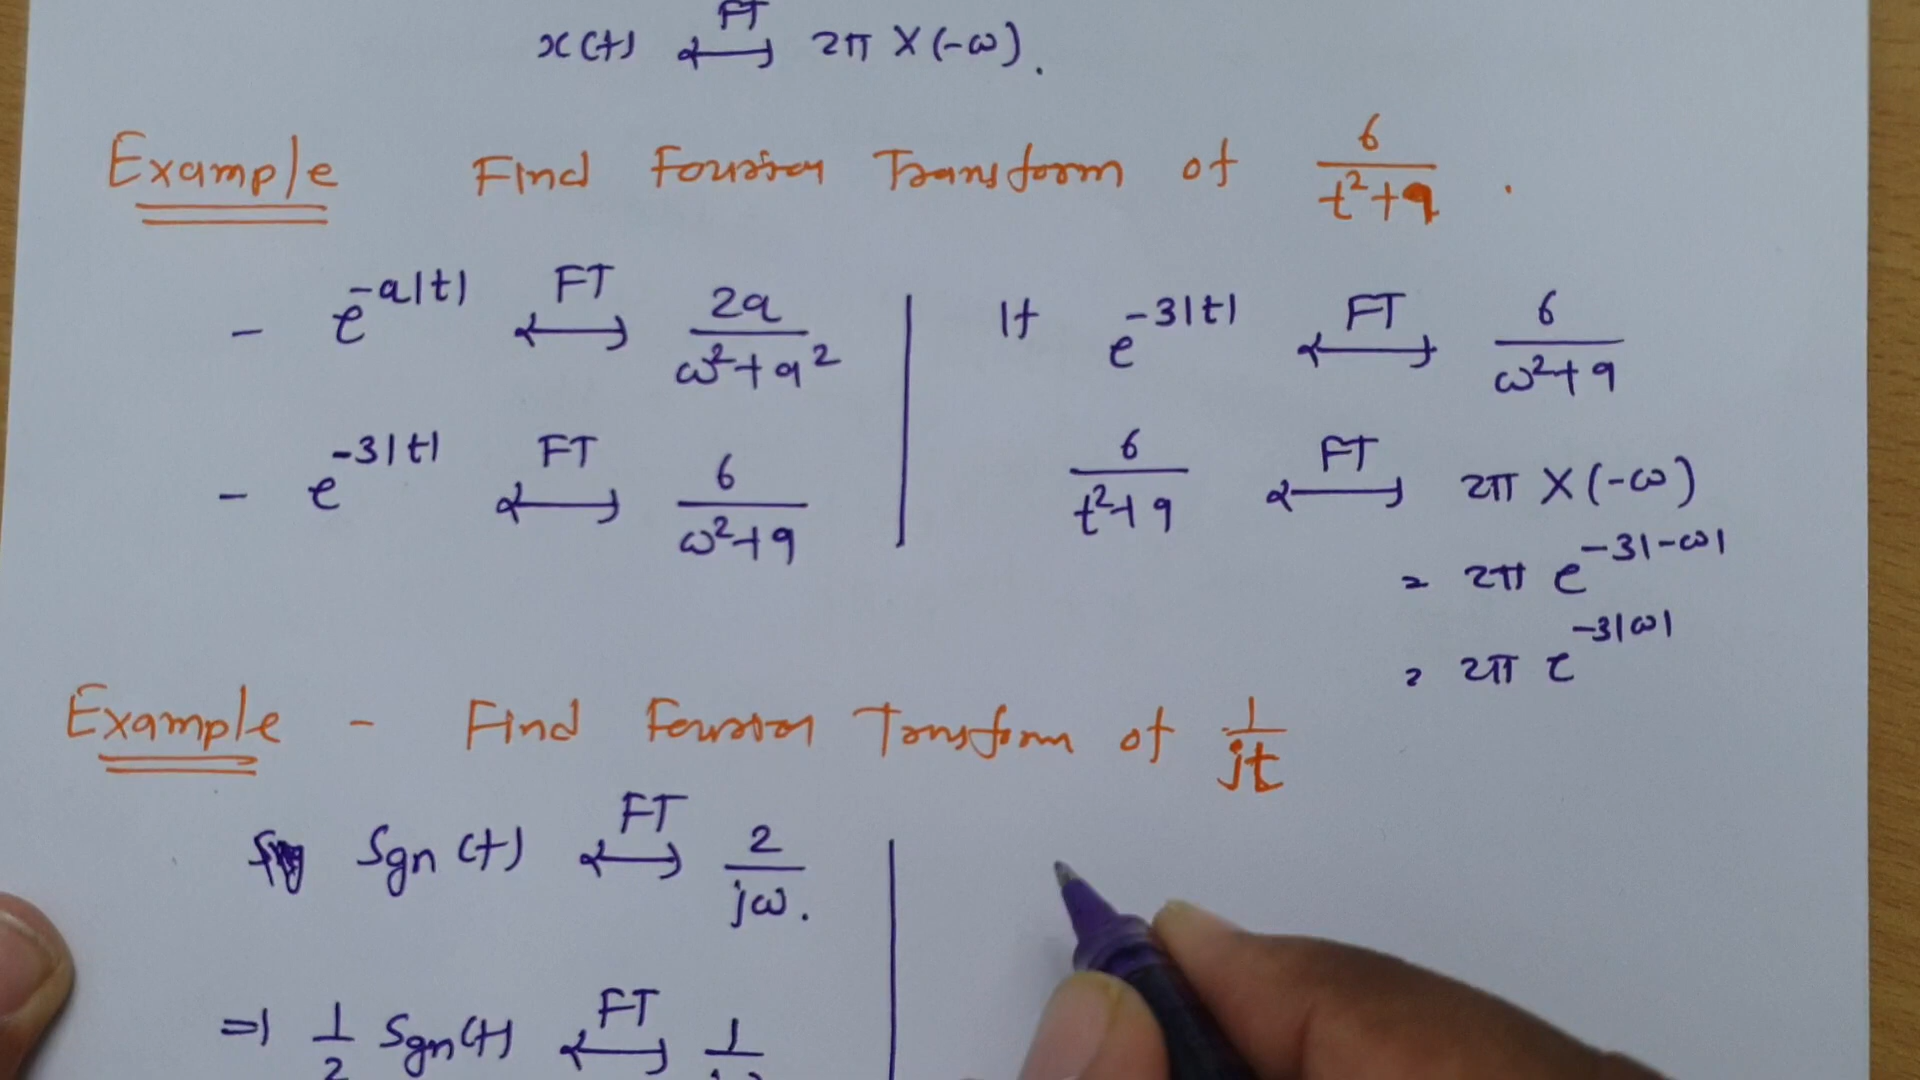 x(t) FT ↔ 2π X(-ω).
Example Find Fourier Transform of 6/(t²+9).
- e^(-a|t|) FT ↔ 2a/(ω²+a²)
- e^(-3|t|) FT ↔ 6/(ω²+9)
If e^(-3|t|) FT ↔ 6/(ω²+9)
6/(t²+9) FT ↔ 2π X(-ω)
= 2π e^(-3|-ω|)
= 2π e^(-3|ω|)
Example - Find Fourier Transform of 1/jt
Sgn(t) FT ↔ 2/jω.
⇒ 1/2 Sgn(t) FT ↔ 1/